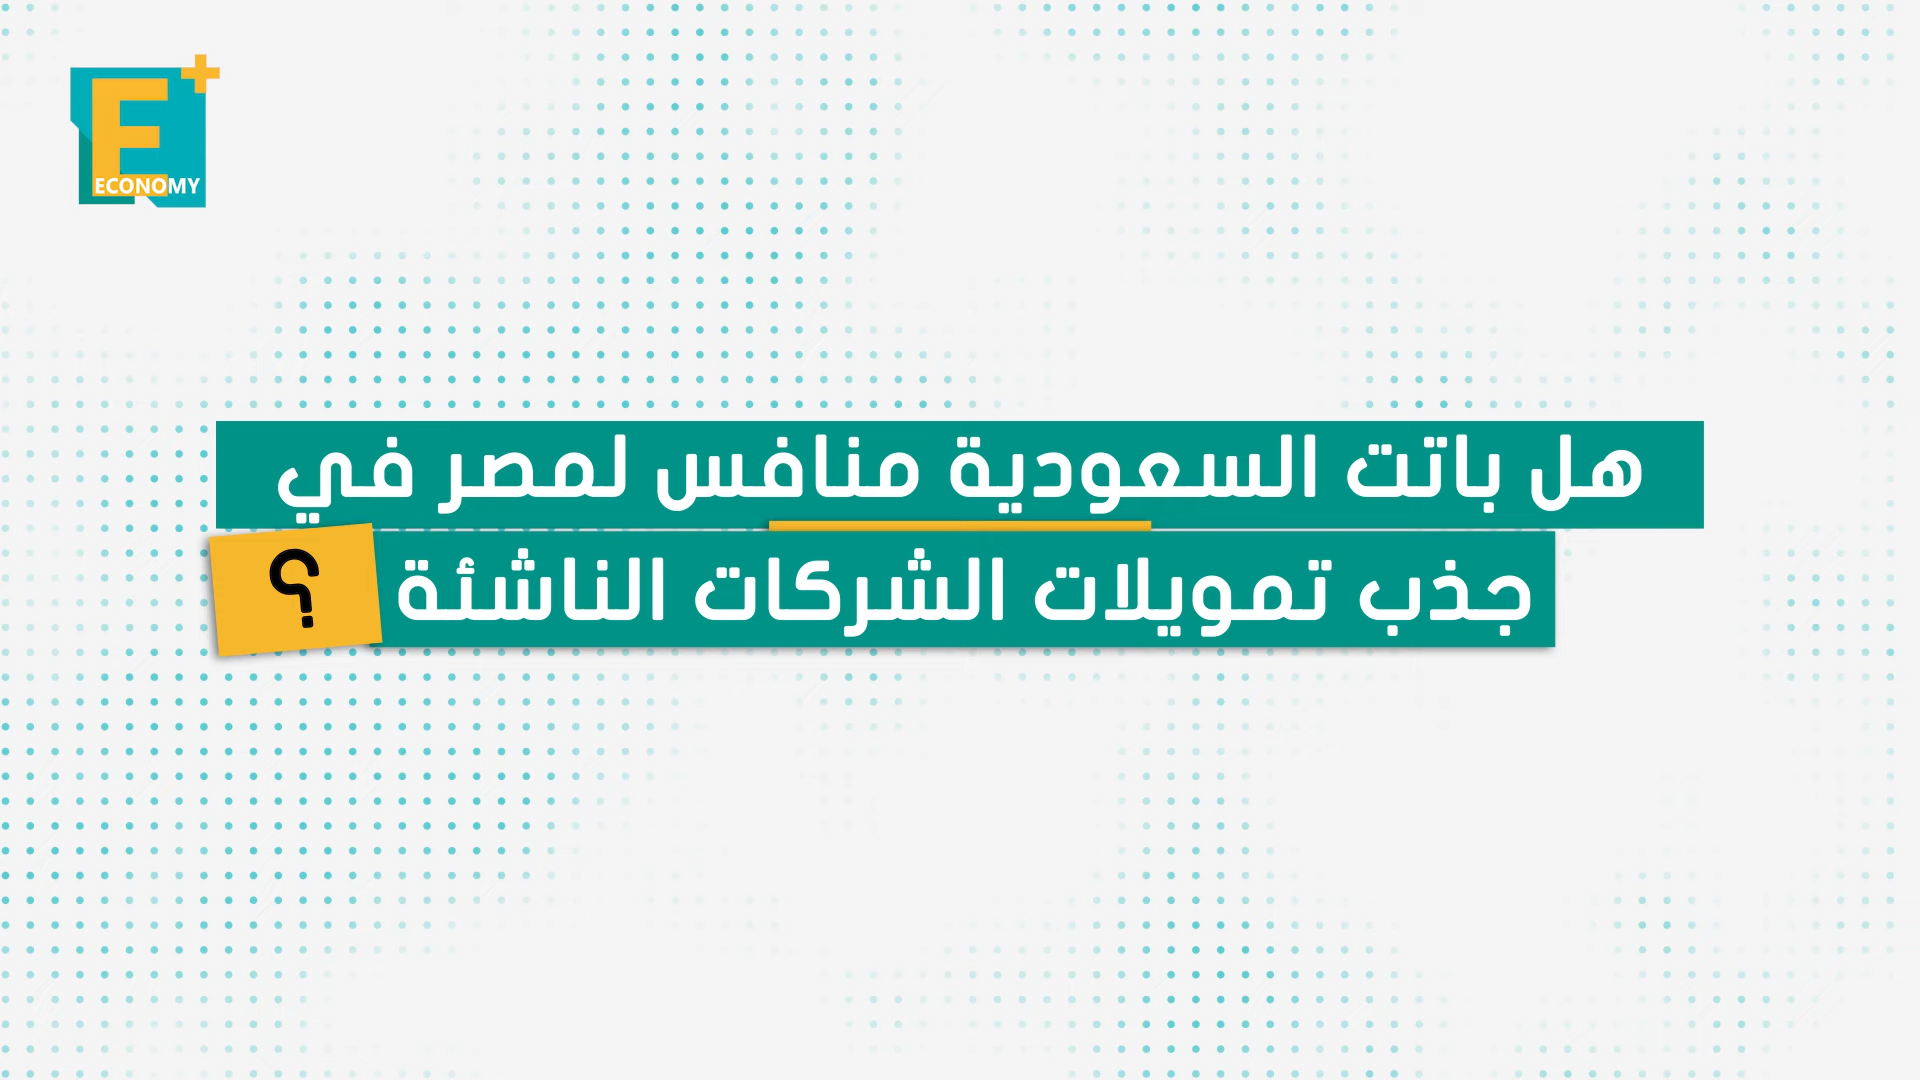 E+
ECONOMY
هل باتت السعودية منافس لمصر في
جذب تمويلات الشركات الناشئة ؟